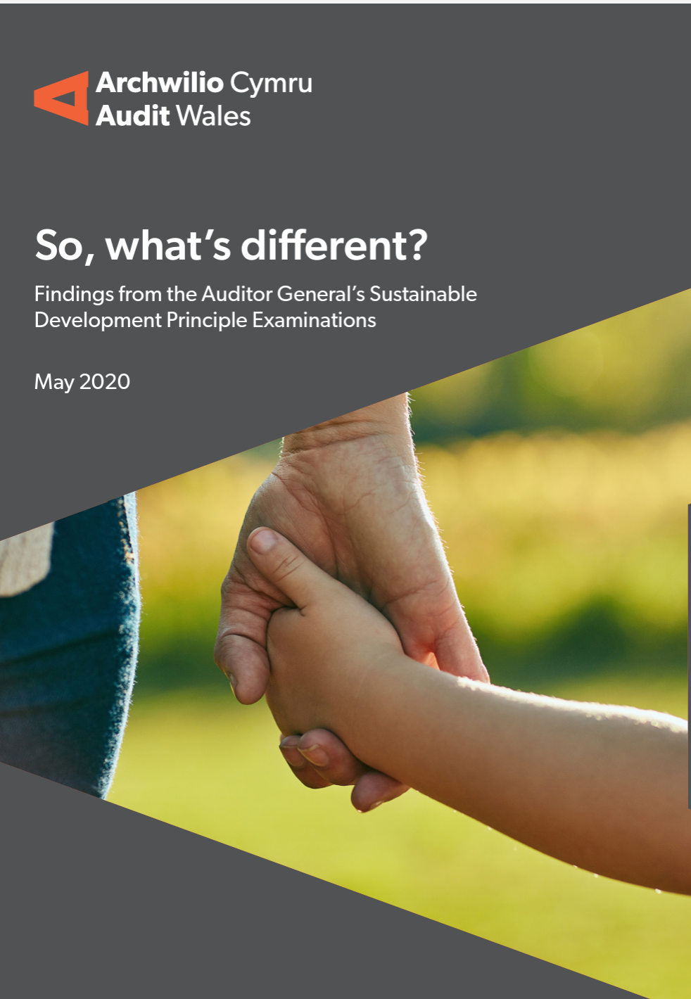 Archwilio Cymru
Audit Wales
So, what’s different?
Findings from the Auditor General’s Sustainable
Development Principle Examinations
May 2020